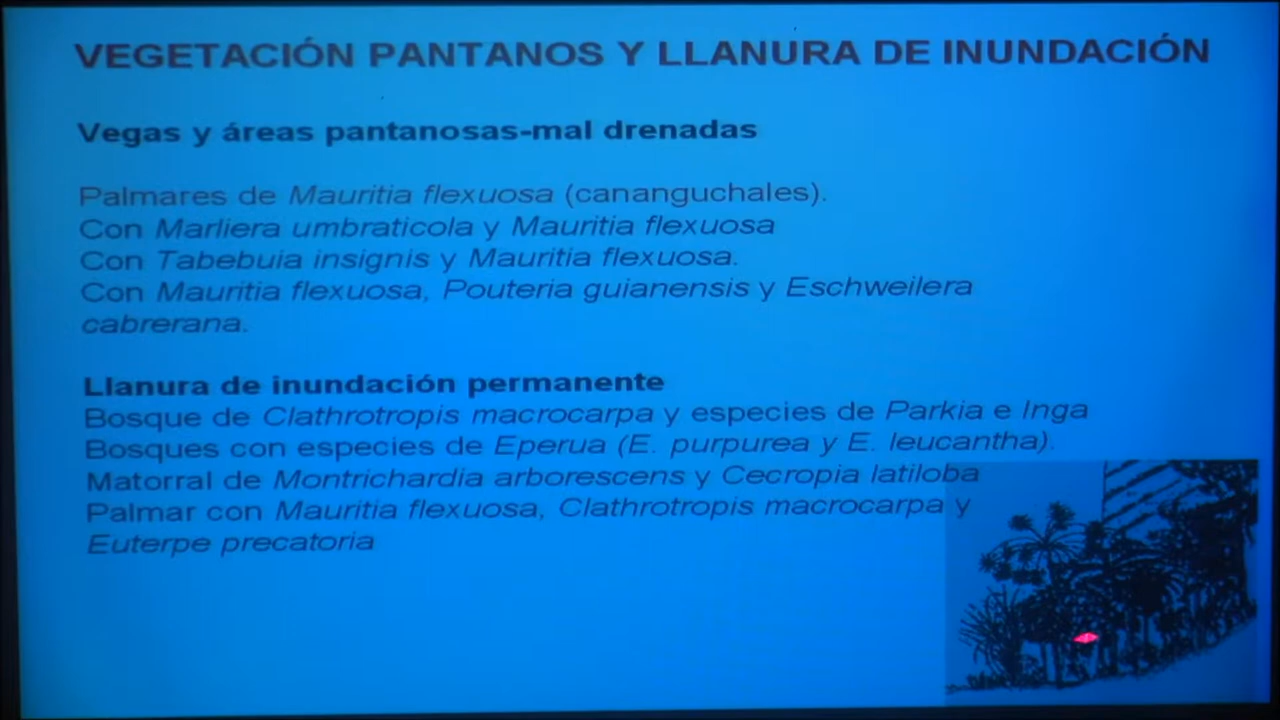 VEGETACIÓN PANTANOS Y LLANURA DE INUNDACIÓN
Vegas y áreas pantanosas-mal drenadas
Palmares de Mauritia flexuosa (cananguchales).
Con Marliera umbraticola y Mauritia flexuosa
Con Tabebuia insignis y Mauritia flexuosa.
Con Mauritia flexuosa, Pouteria guianensis y Eschweilera
cabrerana.
Llanura de inundación permanente
Bosque de Clathrotropis macrocarpa y especies de Parkia e Inga
Bosques con especies de Eperua (E. purpurea y E. leucantha).
Matorral de Montrichardia arborescens y Cecropia latiloba
Palmar con Mauritia flexuosa, Clathrotropis macrocarpa y
Euterpe precatoria